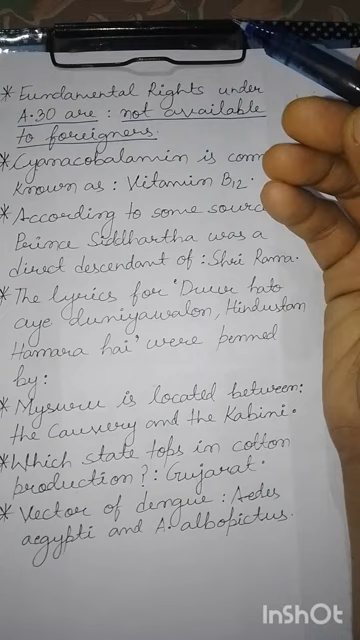 * Fundamental Rights under
A.30 are : not available
to foreigners.
* Cyanacobalamin is com
known as : Vitamin B12.
* According to some sourc
Prince Siddhartha was a
direct descendant of : Shri Rama.
* The lyrics for 'Duur hato
aye duniyawalon, Hindustan
Hamara hai' were penned
by:
* Mysuru is located between:
the Cauvery and the Kabini.
* Which state tobs in cotton
production ? : Gujarat.
* Vector of dengue : Aedes
aegypti and A. albopictus.
InShOt